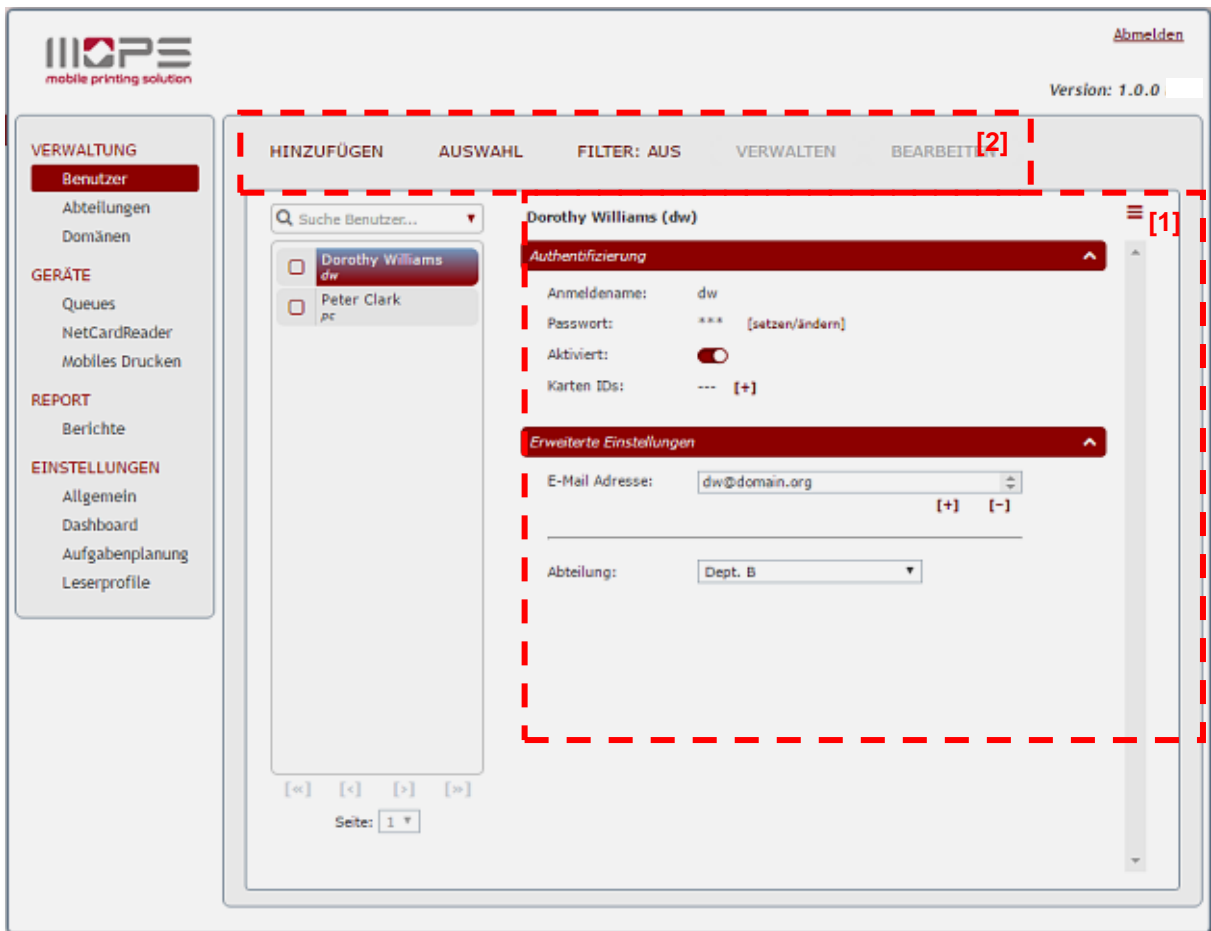 Abmelden
MOPS
mobile printing solution
Version: 1.0.0
VERWALTUNG
Benutzer
Abteilungen
Domänen
GERÄTE
Queues
NetCardReader
Mobiles Drucken
REPORT
Berichte
EINSTELLUNGEN
Allgemein
Dashboard
Aufgabenplanung
Leserprofile
HINZUFÜGEN AUSWAHL FILTER: AUS VERWALTEN BEARBEITEN [2]
Suche Benutzer...
Dorothy Williams
dw
Peter Clark
pc
[«] [<] [>] [»]
Seite: 1
Dorothy Williams (dw) [1]
Authentifizierung
Anmeldename: dw
Passwort: *** [setzen/ändern]
Aktiviert:
Karten IDs: --- [+]
Erweiterte Einstellungen
E-Mail Adresse: dw@domain.org
[+] [-]
Abteilung: Dept. B